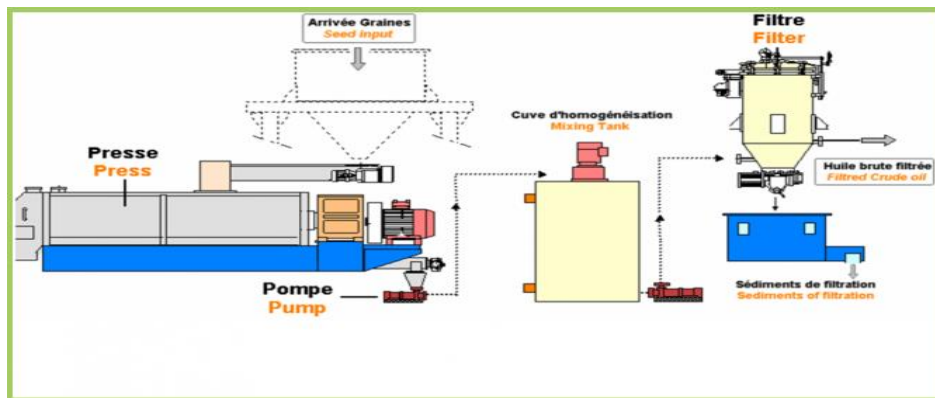 Arrivée Graines
Seed input
Filtre
Filter
Cuve d'homogénéisation
Mixing Tank
Presse
Press
Huile brute filtrée
Filtred Crude oil
Pompe
Pump
Sédiments de filtration
Sediments of filtration